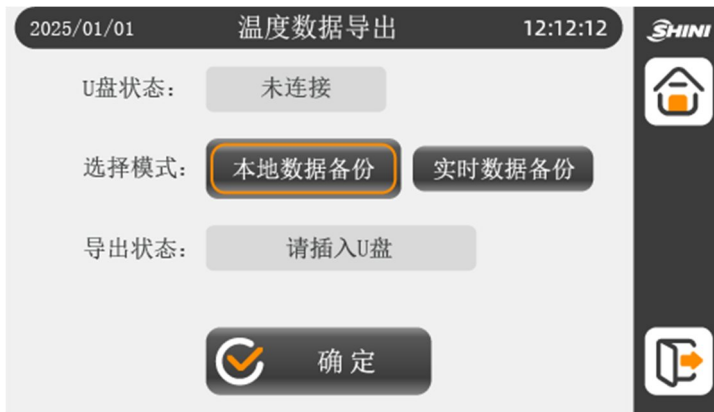 2025/01/01 温度数据导出 12:12:12 SHINI
U盘状态： 未连接
选择模式： 本地数据备份 实时数据备份
导出状态： 请插入U盘
确定